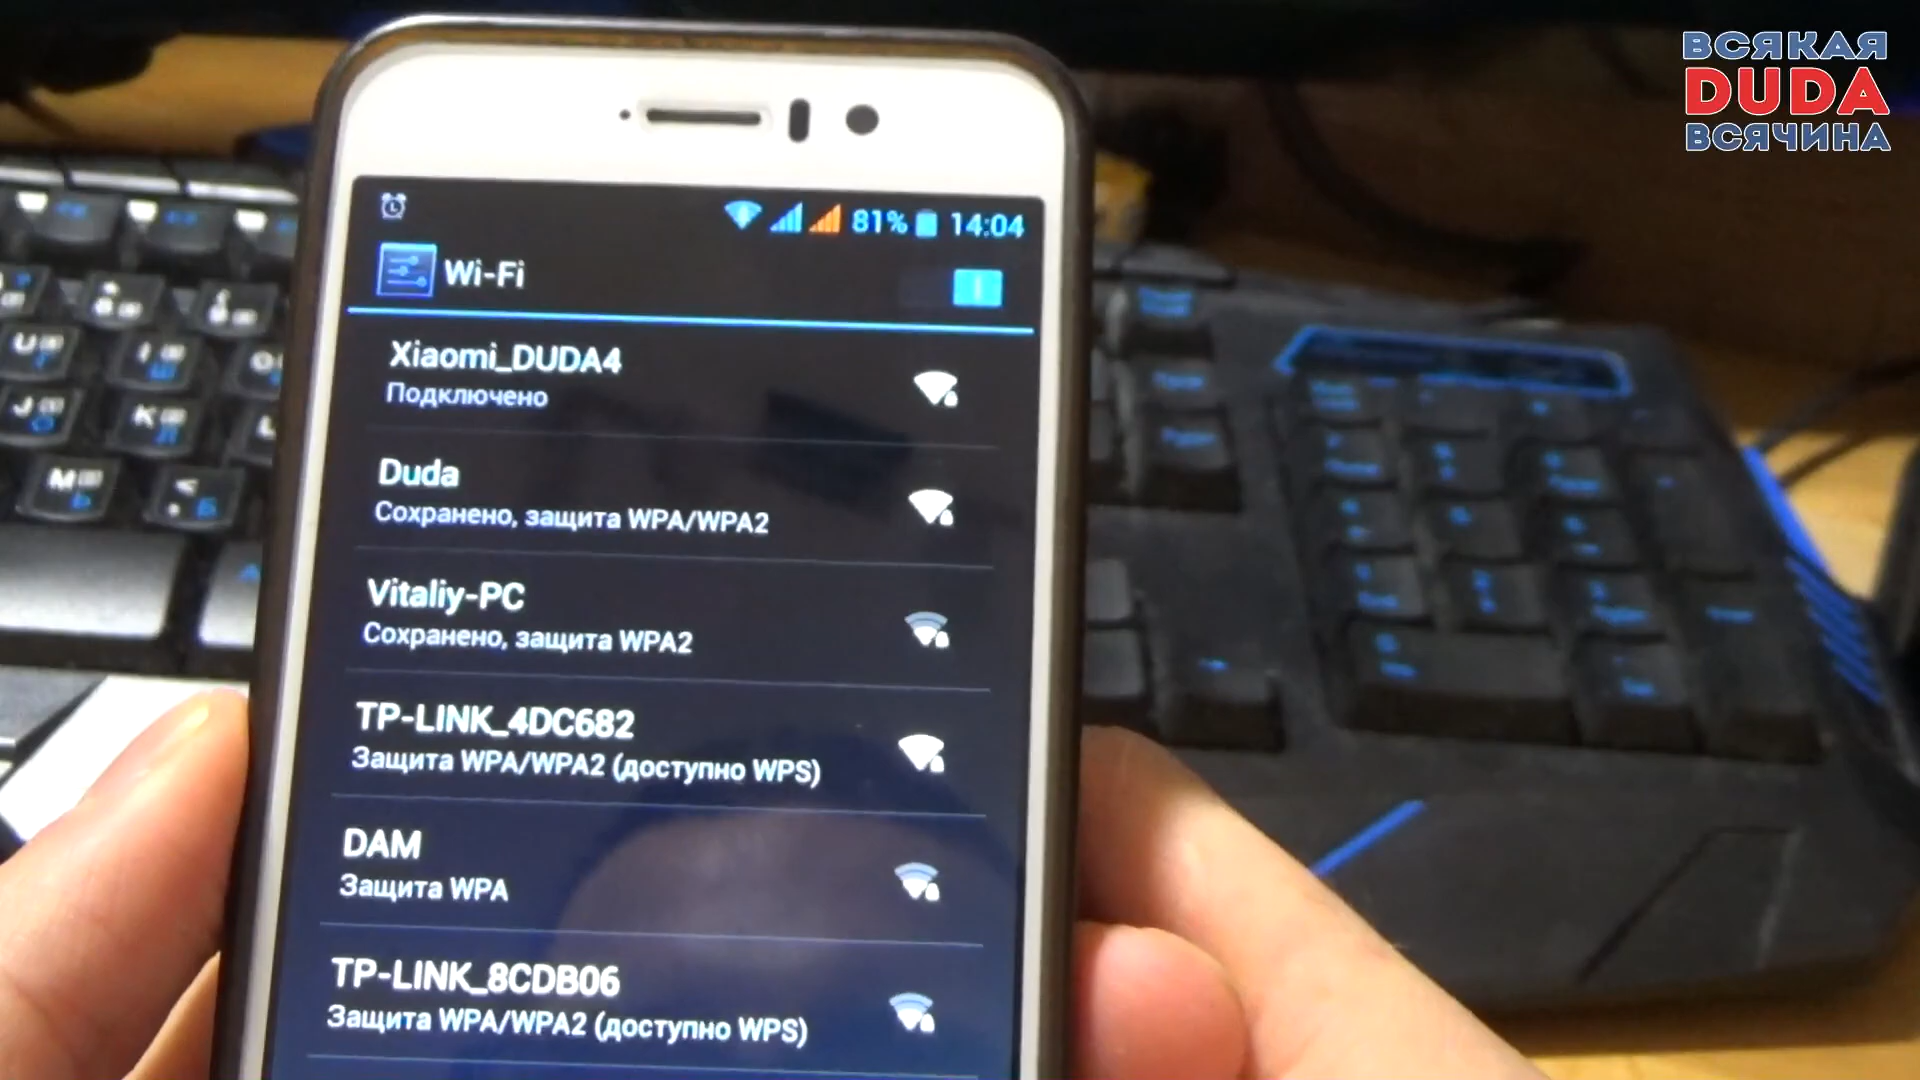 ВСЯКАЯ
DUDA
ВСЯЧИНА
81% 14:04
Wi-Fi
Xiaomi_DUDA4
Подключено
Duda
Сохранено, защита WPA/WPA2
Vitaliy-PC
Сохранено, защита WPA2
TP-LINK_4DC682
Защита WPA/WPA2 (доступно WPS)
DAM
Защита WPA
TP-LINK_8CDB06
Защита WPA/WPA2 (доступно WPS)
U
K
M